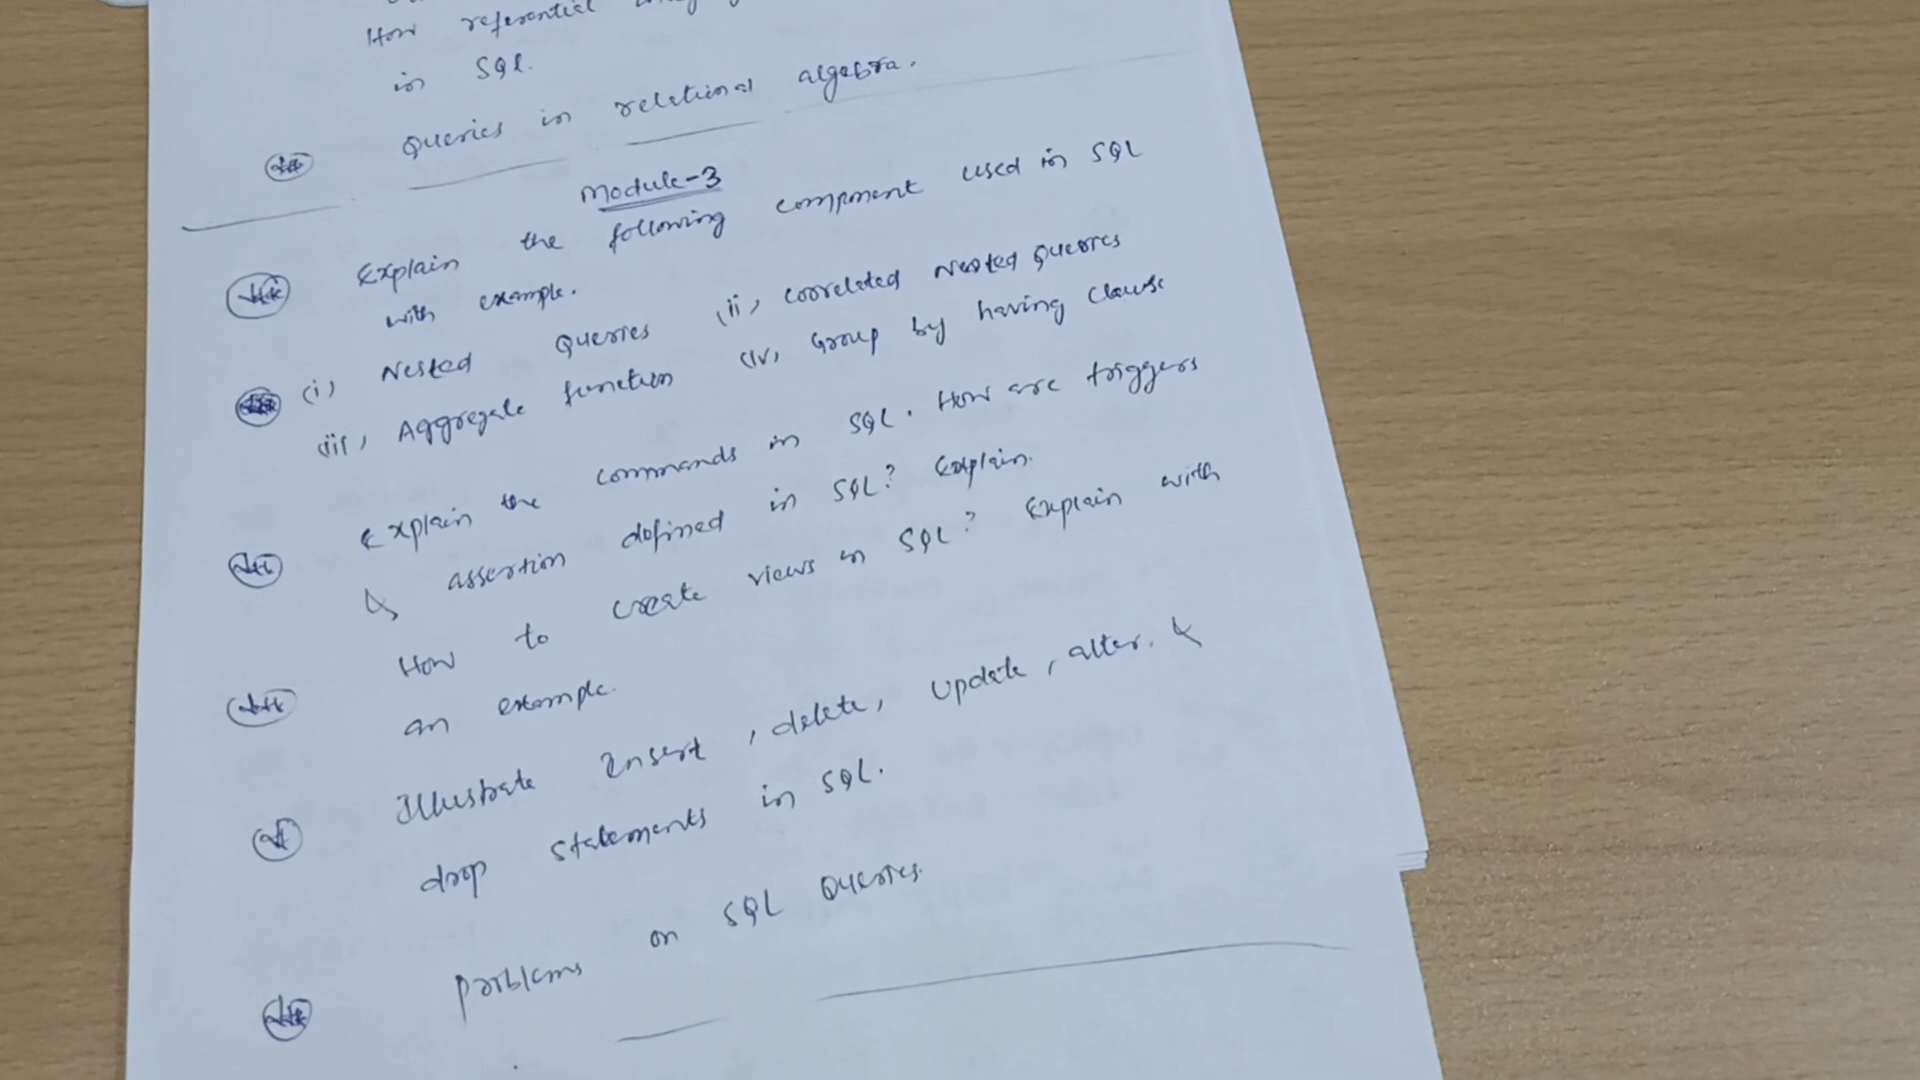 How referential
in SQL.
Queries in relational algebra.
Module-3
Explain the following component used in SQL
with example.
(i) Nested Queries (ii) correlated Nested Queries
(iii) Aggregate function (iv) Group by having clause
Explain the commands in SQL. How are triggers
& assertion defined in SQL? Explain.
How to create views in SQL? Explain with
an example.
Illustrate Insert, delete, Update, alter. &
drop statements in SQL.
problems on SQL Queries.